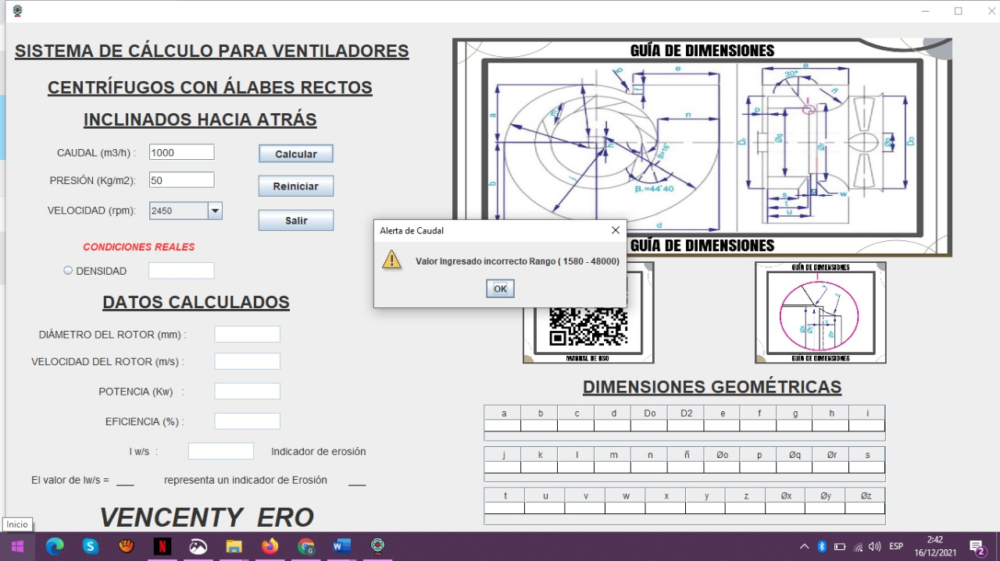 SISTEMA DE CÁLCULO PARA VENTILADORES
CENTRÍFUGOS CON ÁLABES RECTOS
INCLINADOS HACIA ATRÁS
CAUDAL (m3/h) : 1000 Calcular
PRESIÓN (Kg/m2): 50 Reiniciar
VELOCIDAD (rpm): 2450 Salir
CONDICIONES REALES
DENSIDAD
DATOS CALCULADOS
DIÁMETRO DEL ROTOR (mm) :
VELOCIDAD DEL ROTOR (m/s) :
POTENCIA (Kw) :
EFICIENCIA (%) :
I w/s : Indicador de erosión
El valor de Iw/s = ___ representa un indicador de Erosión ___
VENCENTY ERO
GUÍA DE DIMENSIONES
e
a
m
n
b
j
d
B=16°
β.=44°40
e
30°
ñ
p
D₂
Øq
Ør
Øp
Do
s
t
u
w
GUÍA DE DIMENSIONES
Alerta de Caudal
Valor Ingresado incorrecto Rango ( 1580 - 48000)
OK
MANUAL DE USO
GUÍA DE DIMENSIONES
GUÍA DE DIMENSIONES
DIMENSIONES GEOMÉTRICAS
a b c d Do D2 e f g h i
j k l m n ñ Øo p Øq Ør s
t u v w x y z Øx Øy Øz
Inicio
ESP
2:42
16/12/2021
2